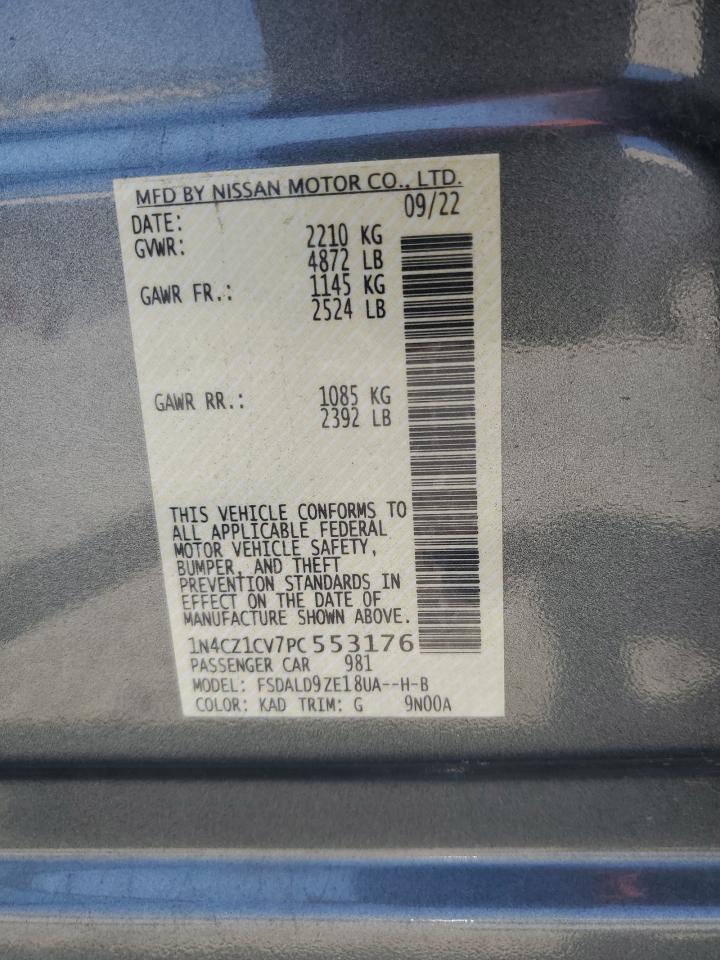 MFD BY NISSAN MOTOR CO., LTD.
DATE: 09/22
GVWR: 2210 KG
4872 LB
GAWR FR.: 1145 KG
2524 LB
GAWR RR.: 1085 KG
2392 LB
THIS VEHICLE CONFORMS TO
ALL APPLICABLE FEDERAL
MOTOR VEHICLE SAFETY,
BUMPER, AND THEFT
PREVENTION STANDARDS IN
EFFECT ON THE DATE OF
MANUFACTURE SHOWN ABOVE.
1N4CZ1CV7PC553176
PASSENGER CAR 981
MODEL: FSDALD9ZE18UA--H-B
COLOR: KAD TRIM: G 9N00A